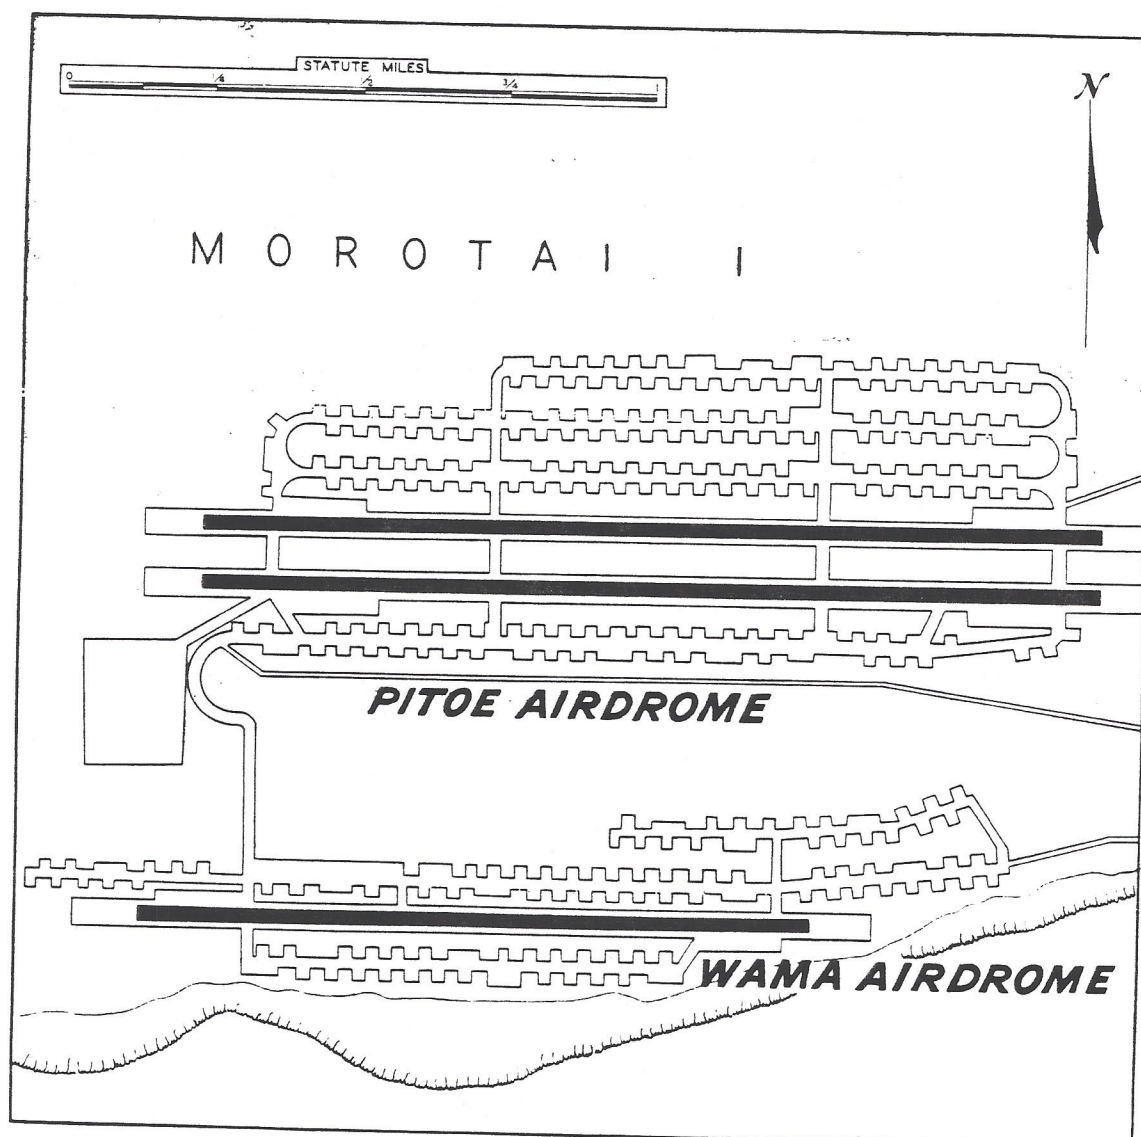 STATUTE MILES
0 1/4 1/2 3/4 1
N
MOROTAI I
PITOE AIRDROME
WAMA AIRDROME